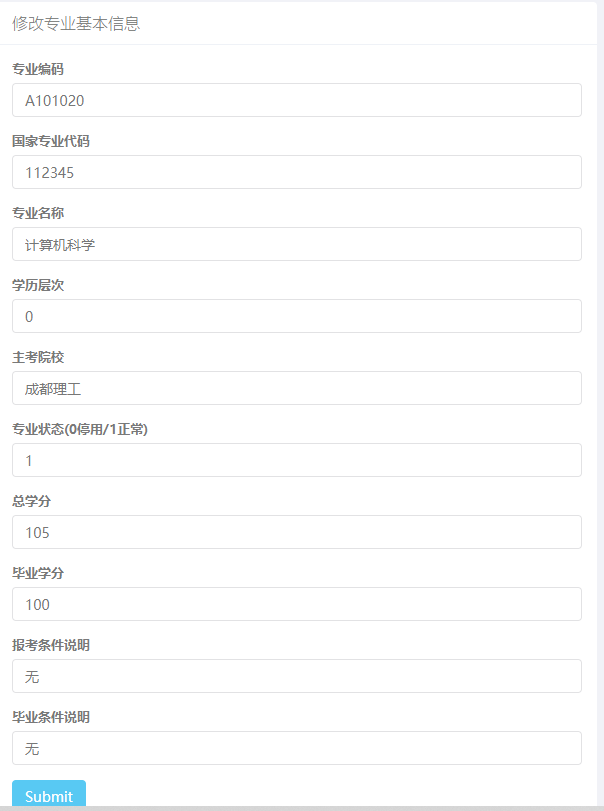 修改专业基本信息
专业编码
A101020
国家专业代码
112345
专业名称
计算机科学
学历层次
0
主考院校
成都理工
专业状态(0停用/1正常)
1
总学分
105
毕业学分
100
报考条件说明
无
毕业条件说明
无
Submit